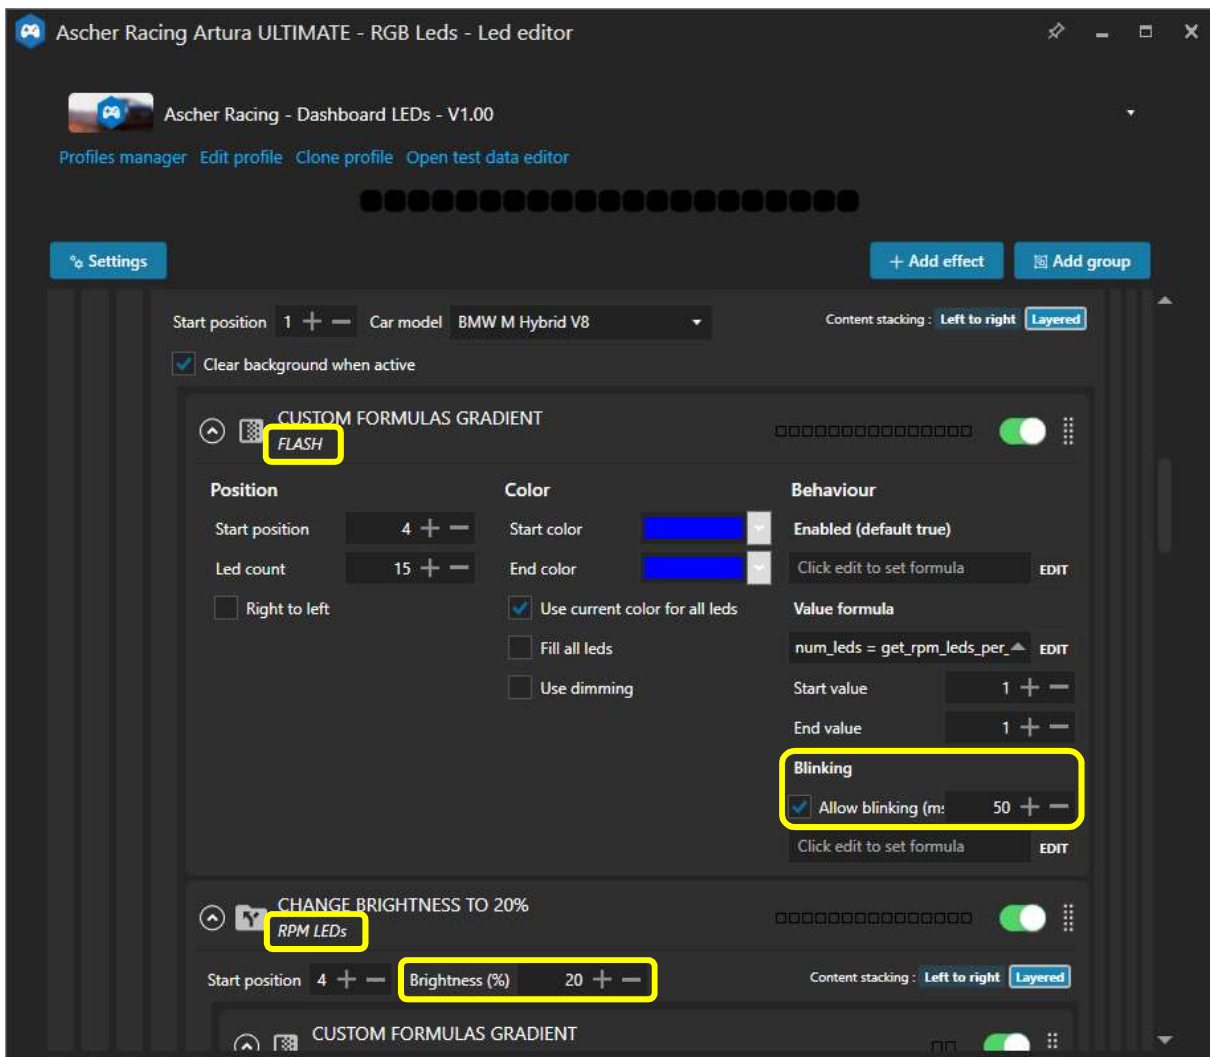 Ascher Racing Artura ULTIMATE - RGB Leds - Led editor
Ascher Racing - Dashboard LEDs - V1.00
Profiles manager Edit profile Clone profile Open test data editor
Settings + Add effect Add group
Start position 1 + − Car model BMW M Hybrid V8 Content stacking : Left to right Layered
Clear background when active
CUSTOM FORMULAS GRADIENT
FLASH
Position Color Behaviour
Start position 4 + − Start color Enabled (default true)
Led count 15 + − End color Click edit to set formula EDIT
Right to left Use current color for all leds Value formula
Fill all leds num_leds = get_rpm_leds_per_ EDIT
Use dimming Start value 1 + −
End value 1 + −
Blinking
Allow blinking (m: 50 + −
Click edit to set formula EDIT
CHANGE BRIGHTNESS TO 20%
RPM LEDs
Start position 4 + − Brightness (%) 20 + − Content stacking : Left to right Layered
CUSTOM FORMULAS GRADIENT